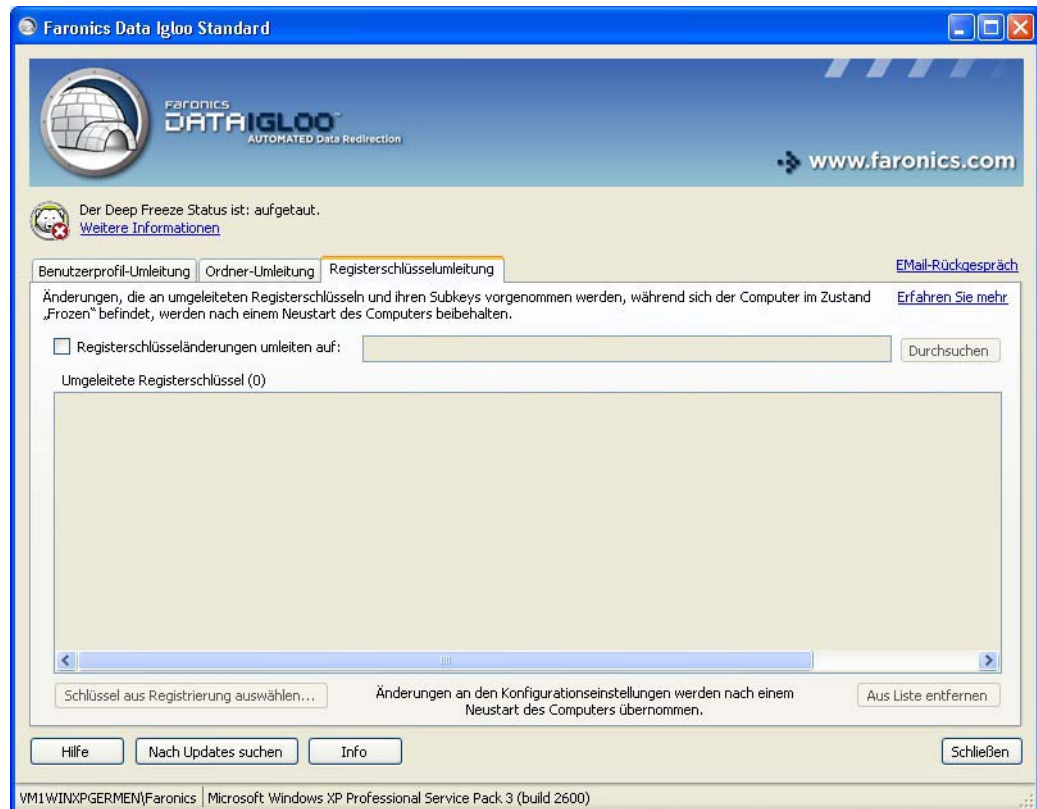 Faronics Data Igloo Standard
Faronics
DATAIGLOO™
AUTOMATED Data Redirection
www.faronics.com
Der Deep Freeze Status ist: aufgetaut.
Weitere Informationen
Benutzerprofil-Umleitung Ordner-Umleitung Registerschlüsselumleitung
EMail-Rückgespräch
Änderungen, die an umgeleiteten Registerschlüsseln und ihren Subkeys vorgenommen werden, während sich der Computer im Zustand
„Frozen“ befindet, werden nach einem Neustart des Computers beibehalten.
Erfahren Sie mehr
Registerschlüsseländerungen umleiten auf:
Durchsuchen
Umgeleitete Registerschlüssel (0)
Schlüssel aus Registrierung auswählen...
Änderungen an den Konfigurationseinstellungen werden nach einem
Neustart des Computers übernommen.
Aus Liste entfernen
Hilfe Nach Updates suchen Info Schließen
VM1WINXPGERMEN\Faronics Microsoft Windows XP Professional Service Pack 3 (build 2600)